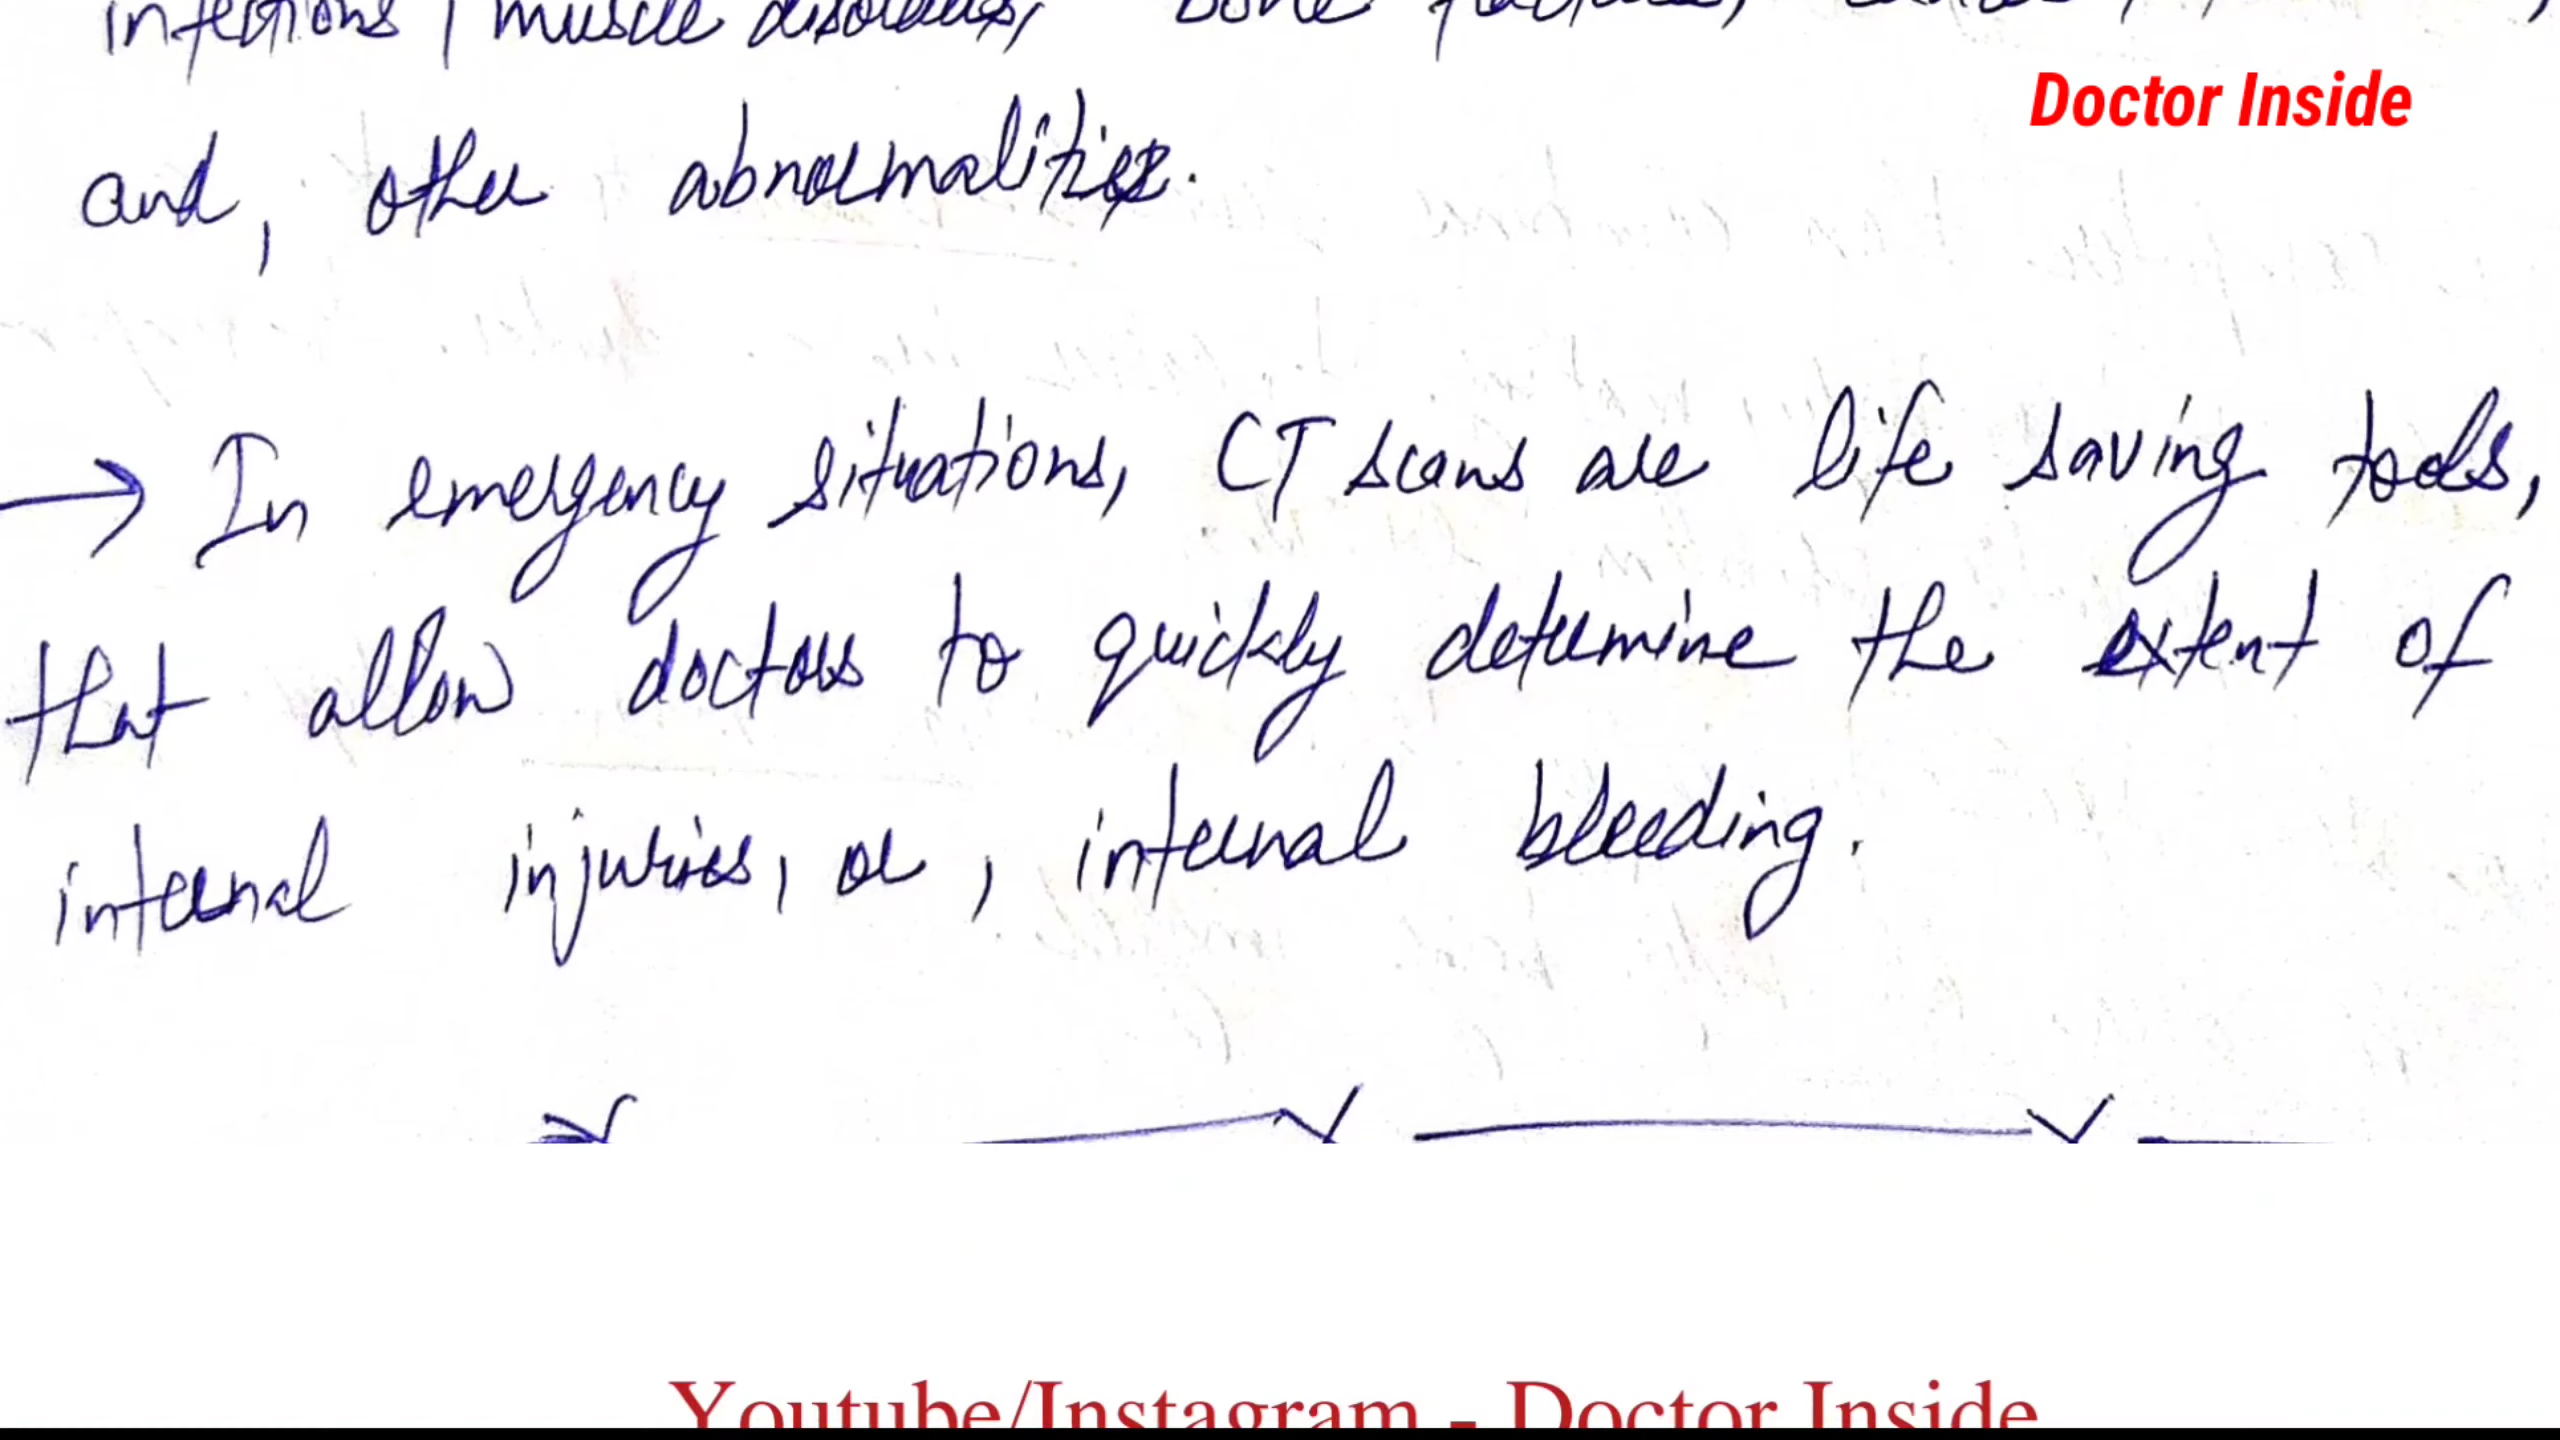 infections, muscle disorders, bone
Doctor Inside
and, other abnormalities.
→ In emergency situations, CT scans are life saving tools,
that allow doctors to quickly determine the extent of
internal injuries, or, internal bleeding.
Youtube/Instagram - Doctor Inside